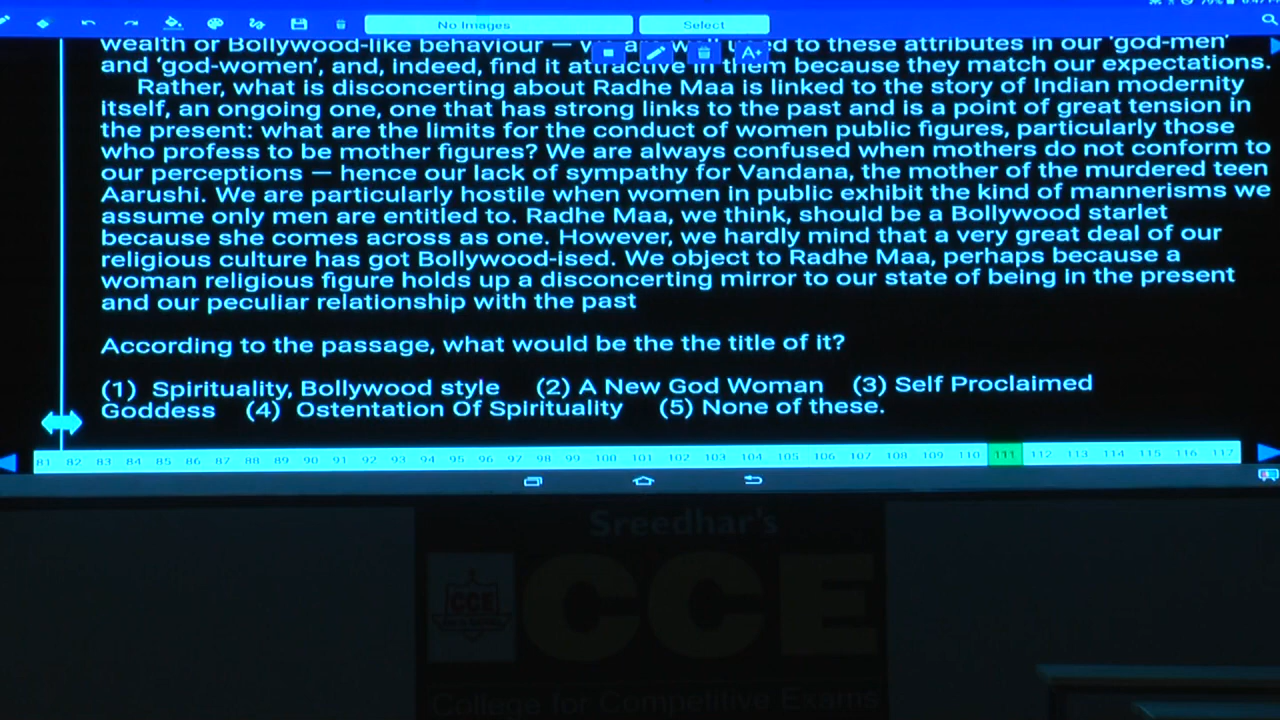 No Images
Select
wealth or Bollywood-like behaviour — to these attributes in our 'god-men'
and 'god-women', and, indeed, find it attractive in them because they match our expectations.
Rather, what is disconcerting about Radhe Maa is linked to the story of Indian modernity
itself, an ongoing one, one that has strong links to the past and is a point of great tension in
the present: what are the limits for the conduct of women public figures, particularly those
who profess to be mother figures? We are always confused when mothers do not conform to
our perceptions — hence our lack of sympathy for Vandana, the mother of the murdered teen
Aarushi. We are particularly hostile when women in public exhibit the kind of mannerisms we
assume only men are entitled to. Radhe Maa, we think, should be a Bollywood starlet
because she comes across as one. However, we hardly mind that a very great deal of our
religious culture has got Bollywood-ised. We object to Radhe Maa, perhaps because a
woman religious figure holds up a disconcerting mirror to our state of being in the present
and our peculiar relationship with the past
According to the passage, what would be the the title of it?
(1) Spirituality, Bollywood style (2) A New God Woman (3) Self Proclaimed
Goddess (4) Ostentation Of Spirituality (5) None of these.
81 82 83 84 85 86 87 88 89 90 91 92 93 94 95 96 97 98 99 100 101 102 103 104 105 106 107 108 109 110 111 112 113 114 115 116 117
Sreedhar's
CCE
CCE
College for Competitive Exams